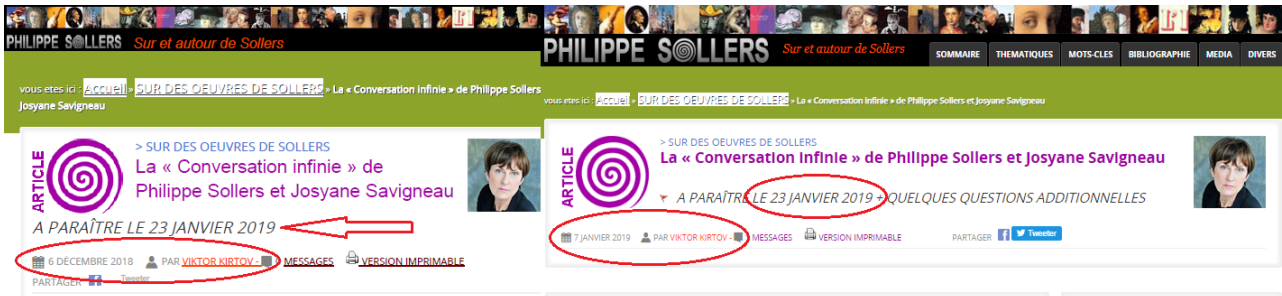 PHILIPPE SOLLERS Sur et autour de Sollers
vous etes ici : Accueil » SUR DES OEUVRES DE SOLLERS » La « Conversation infinie » de Philippe Sollers
Josyane Savigneau
ARTICLE
> SUR DES OEUVRES DE SOLLERS
La « Conversation infinie » de
Philippe Sollers et Josyane Savigneau
A PARAÎTRE LE 23 JANVIER 2019
6 DÉCEMBRE 2018 PAR VIKTOR KIRTOV - MESSAGES VERSION IMPRIMABLE
PARTAGER f Tweeter
PHILIPPE SOLLERS Sur et autour de Sollers
SOMMAIRE THEMATIQUES MOTS-CLES BIBLIOGRAPHIE MEDIA DIVERS
vous etes ici : Accueil » SUR DES OEUVRES DE SOLLERS » La « Conversation infinie » de Philippe Sollers et Josyane Savigneau
ARTICLE
> SUR DES OEUVRES DE SOLLERS
La « Conversation infinie » de Philippe Sollers et Josyane Savigneau
A PARAÎTRE LE 23 JANVIER 2019 + QUELQUES QUESTIONS ADDITIONNELLES
7 JANVIER 2019 PAR VIKTOR KIRTOV - MESSAGES VERSION IMPRIMABLE PARTAGER f Tweeter